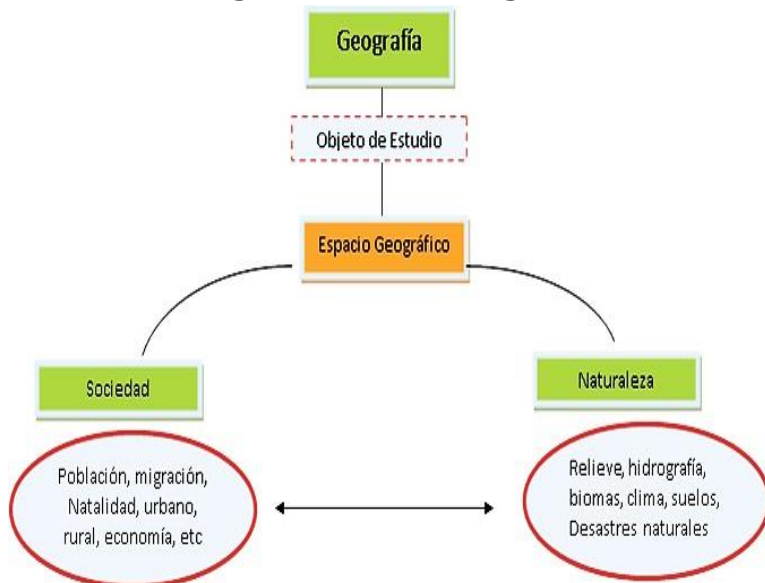 Geografía
Objeto de Estudio
Espacio Geográfico
Sociedad
Naturaleza
Población, migración,
Natalidad, urbano,
rural, economía, etc
Relieve, hidrografía,
biomas, clima, suelos,
Desastres naturales